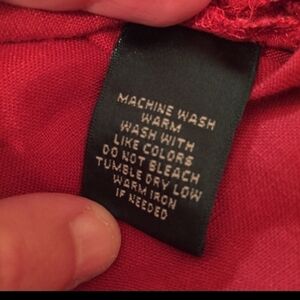 MACHINE WASH
WARM
WASH WITH
LIKE COLORS
DO NOT BLEACH
TUMBLE DRY LOW
WARM IRON
IF NEEDED